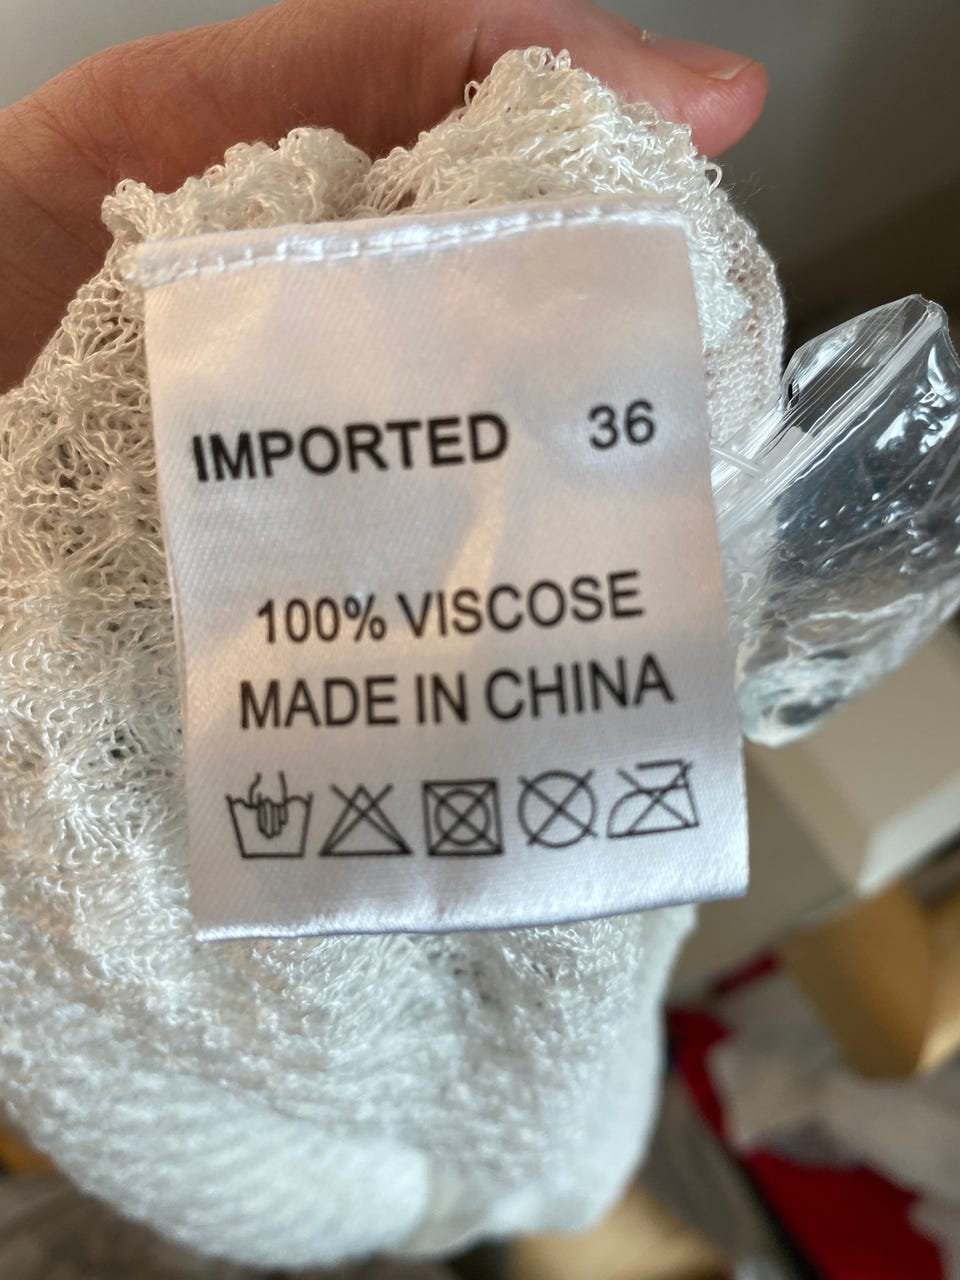 IMPORTED 36
100% VISCOSE
MADE IN CHINA